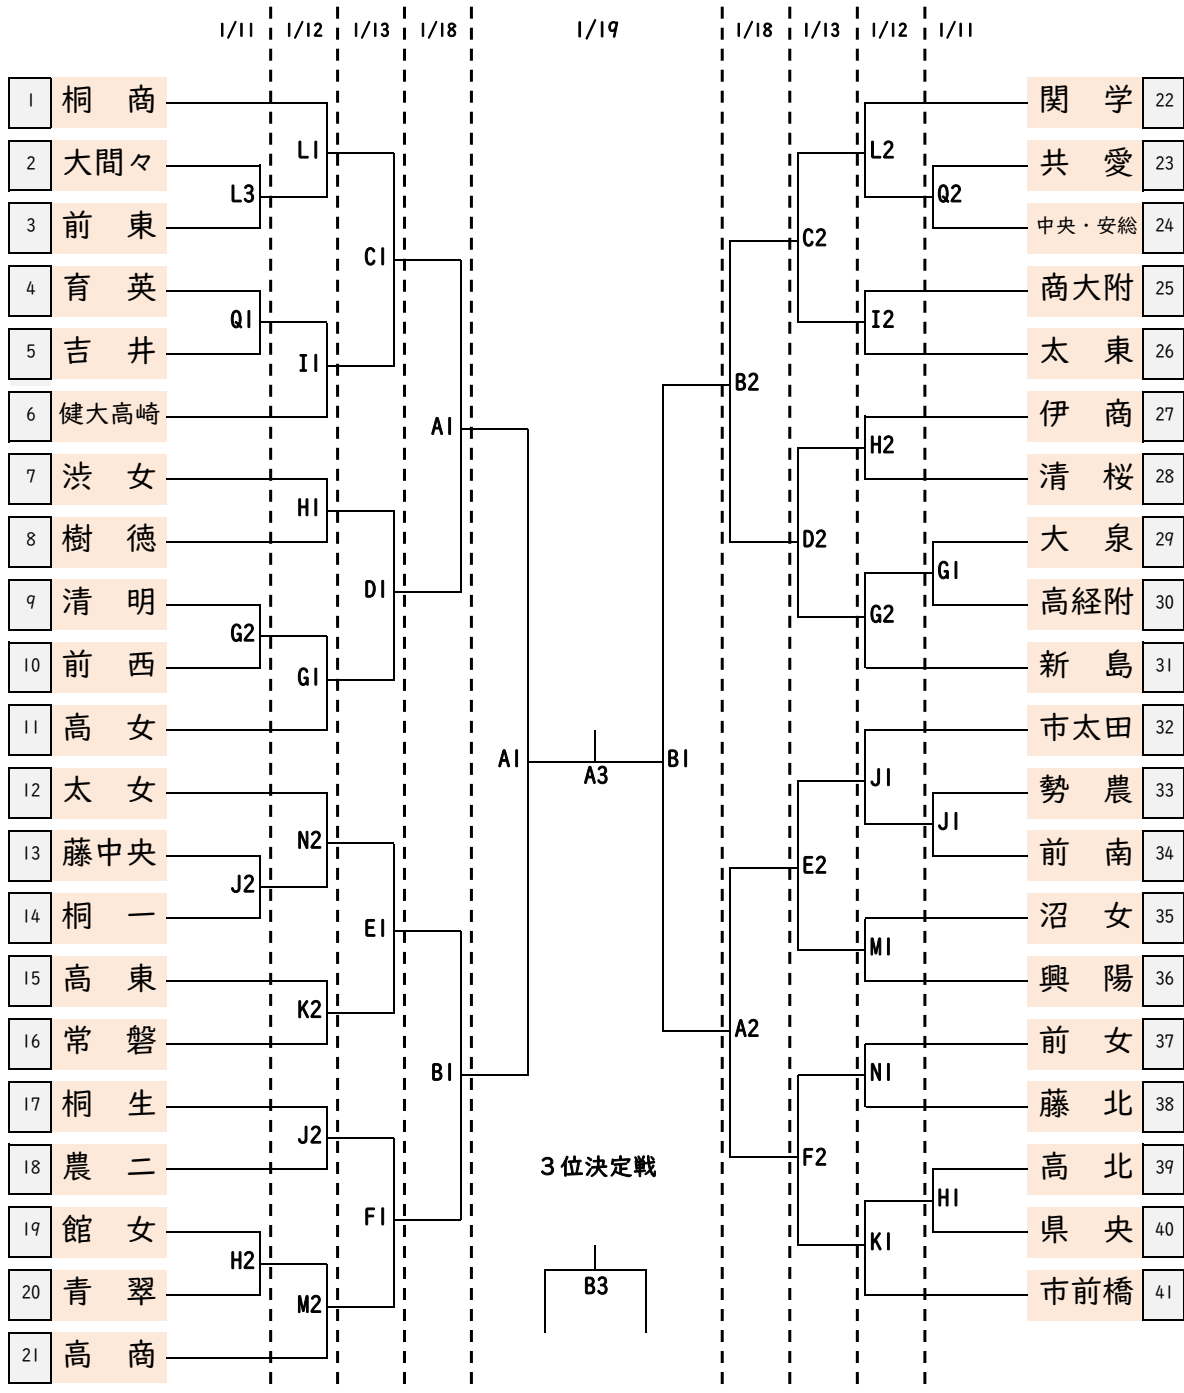 1/11 1/12 1/13 1/18 1/19 1/18 1/13 1/12 1/11
1 桐 商
2 大間々
3 前 東
4 育 英
5 吉 井
6 健大高崎
7 渋 女
8 樹 徳
9 清 明
10 前 西
11 高 女
12 太 女
13 藤中央
14 桐 一
15 高 東
16 常 磐
17 桐 生
18 農 二
19 館 女
20 青 翠
21 高 商
L3
Q1
G2
J2
H2
L1
I1
H1
G1
N2
K2
J2
M2
C1
D1
E1
F1
A1
B1
A1
A3
B1
3位決定戦
B3
B2
A2
C2
D2
E2
F2
L2
I2
H2
G2
J1
M1
N1
K1
Q2
G1
J1
H1
関 学 22
共 愛 23
中央・安総 24
商大附 25
太 東 26
伊 商 27
清 桜 28
大 泉 29
高経附 30
新 島 31
市太田 32
勢 農 33
前 南 34
沼 女 35
興 陽 36
前 女 37
藤 北 38
高 北 39
県 央 40
市前橋 41